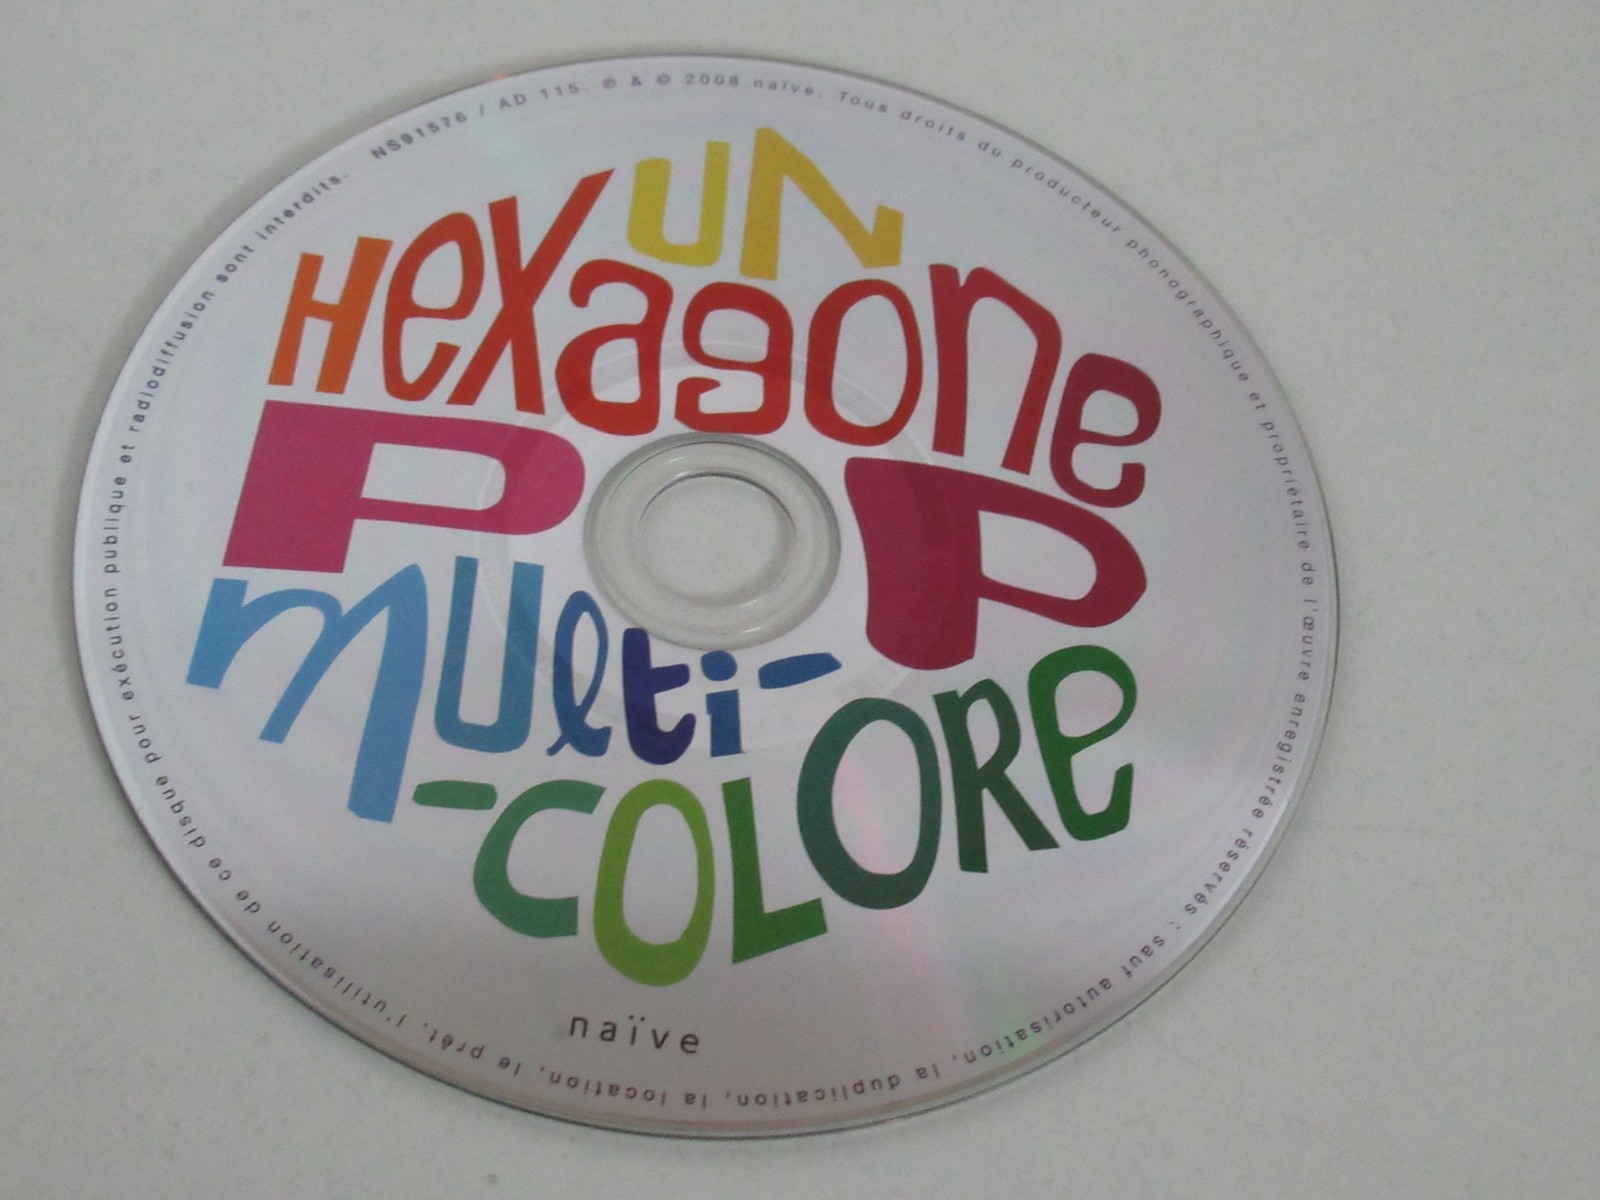 UN
Hexagone
P P
MUlti-
-COLORe
naïve
NS91576 / AD 115. ℗ & © 2008 naïve. Tous droits du producteur phonographique et propriétaire de l'œuvre enregistrée réservés : sauf autorisation, la duplication, la location, le prêt, l'utilisation de ce disque pour exécution publique et radiodiffusion sont interdits.